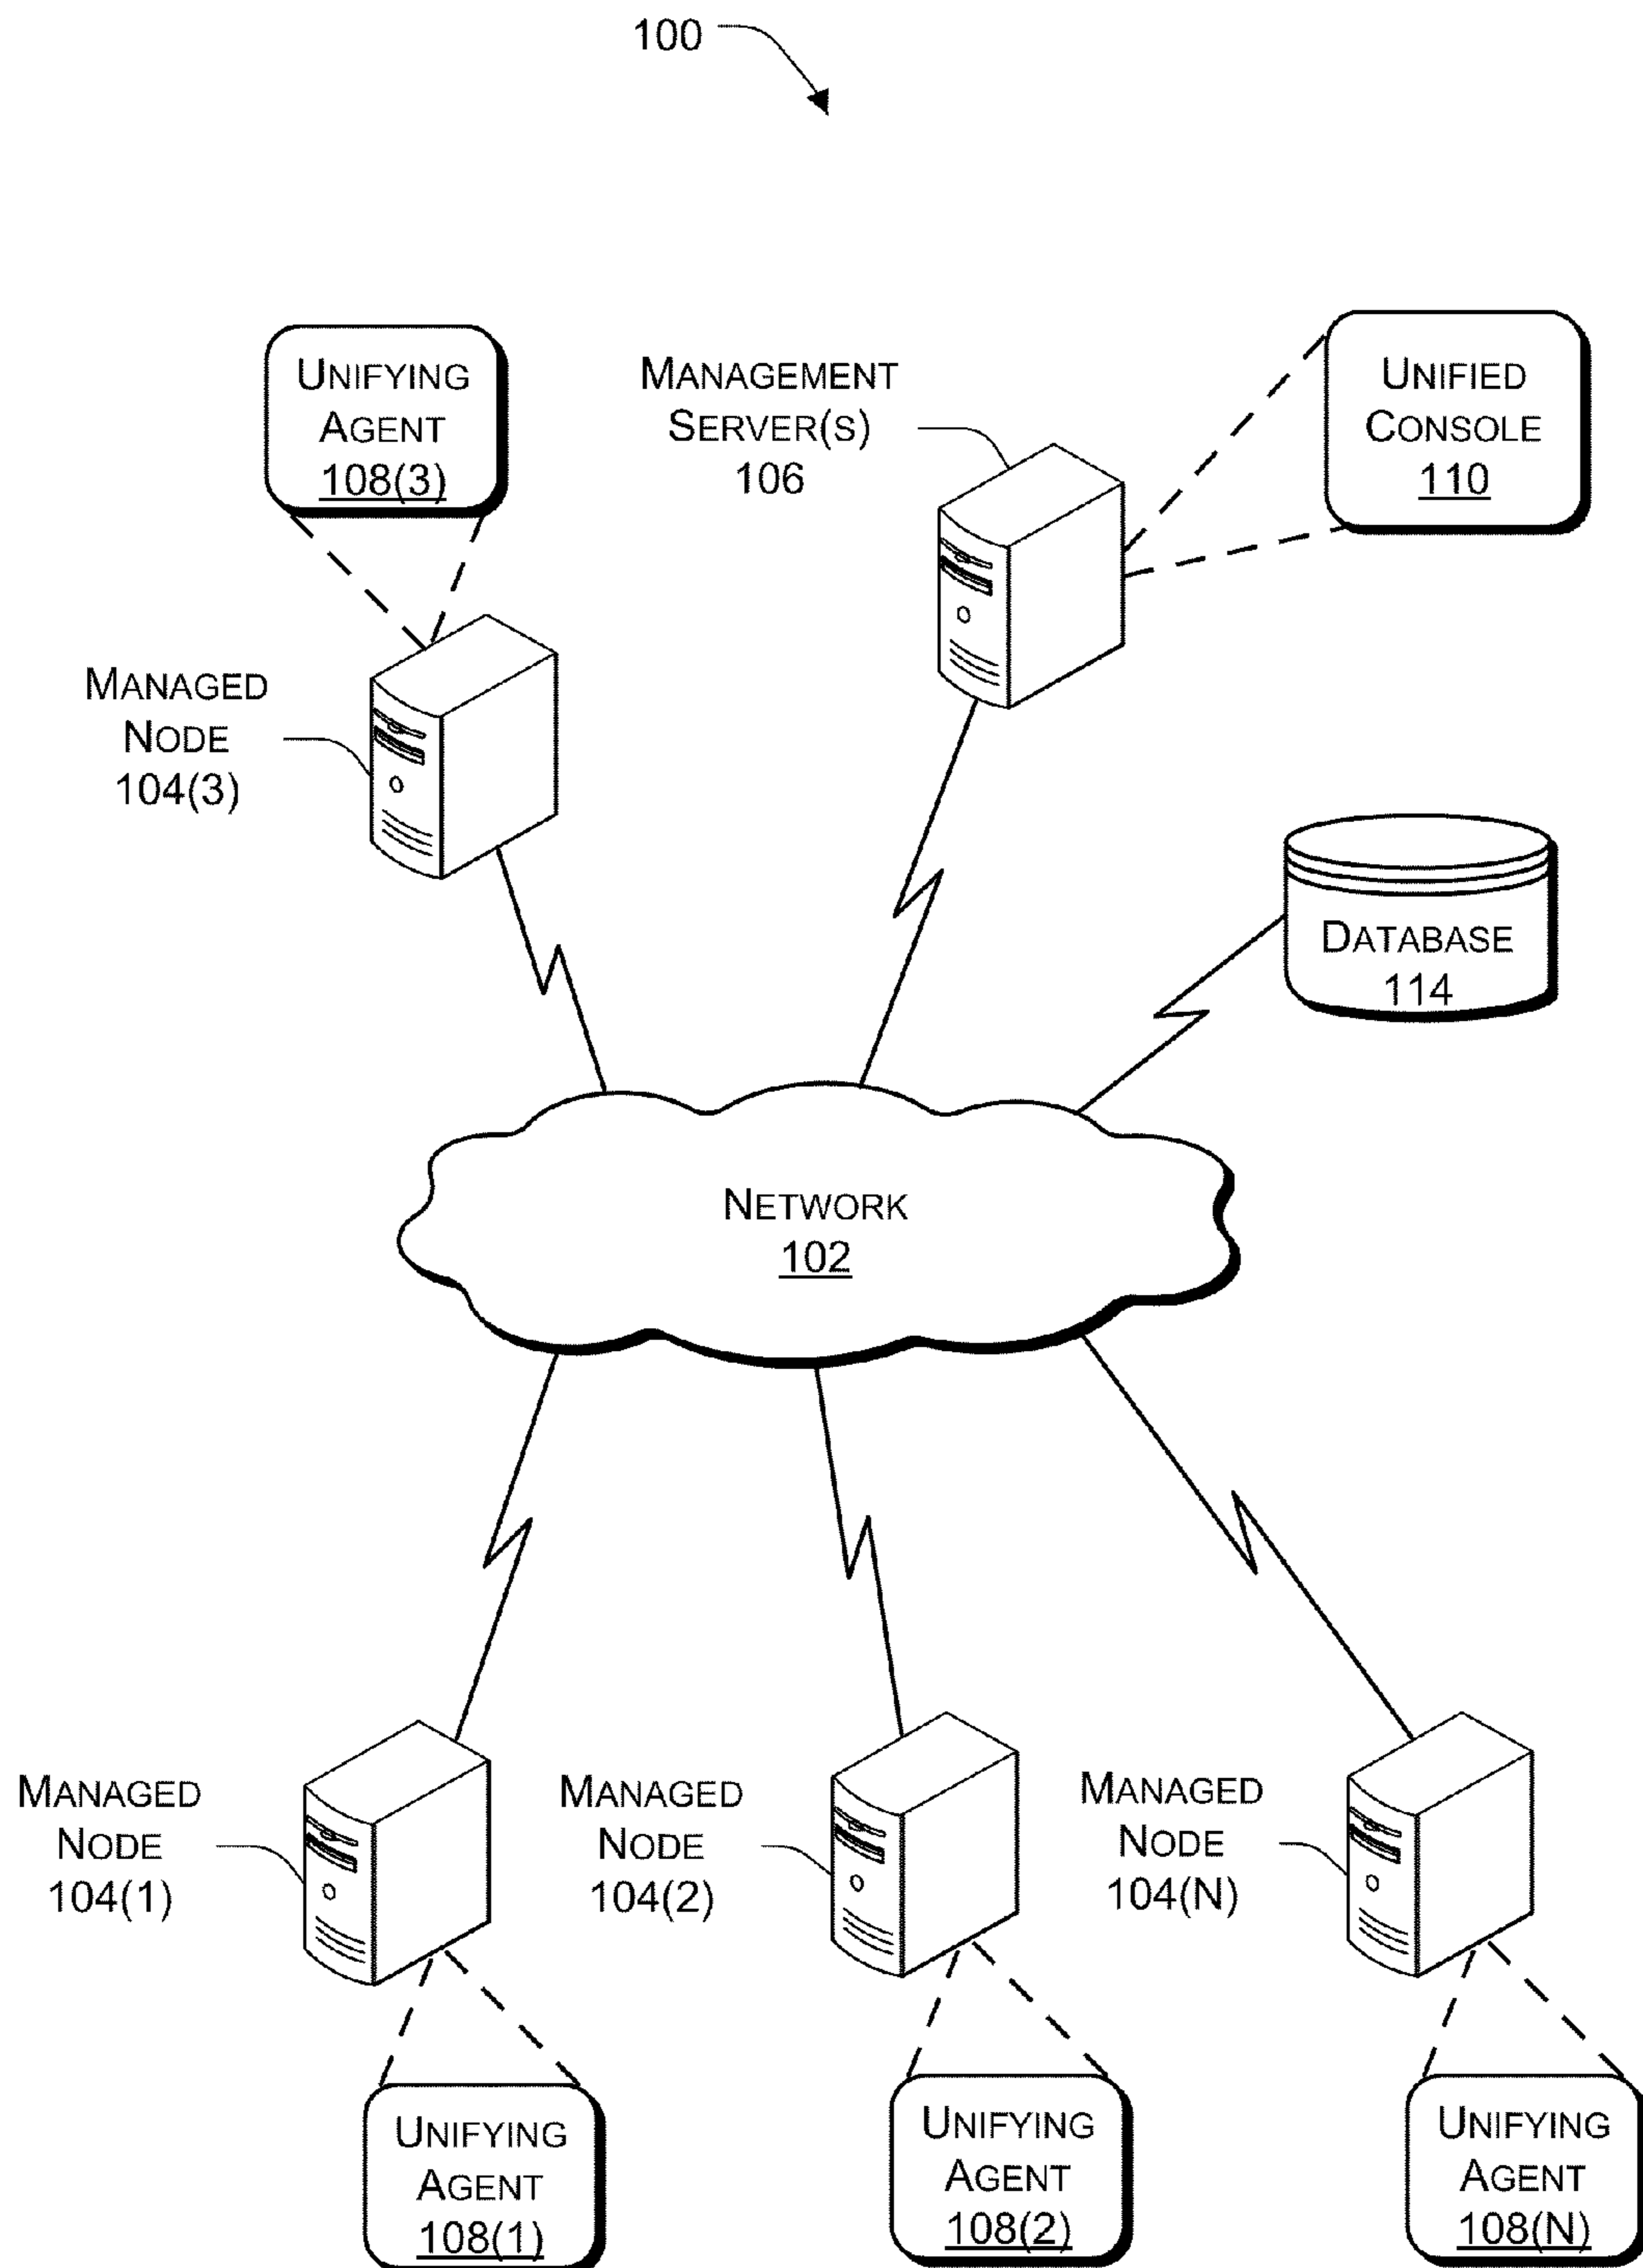 100
UNIFYING
AGENT
108(3)
MANAGEMENT
SERVER(S)
106
UNIFIED
CONSOLE
110
MANAGED
NODE
104(3)
DATABASE
114
NETWORK
102
MANAGED
NODE
104(1)
MANAGED
NODE
104(2)
MANAGED
NODE
104(N)
UNIFYING
AGENT
108(1)
UNIFYING
AGENT
108(2)
UNIFYING
AGENT
108(N)